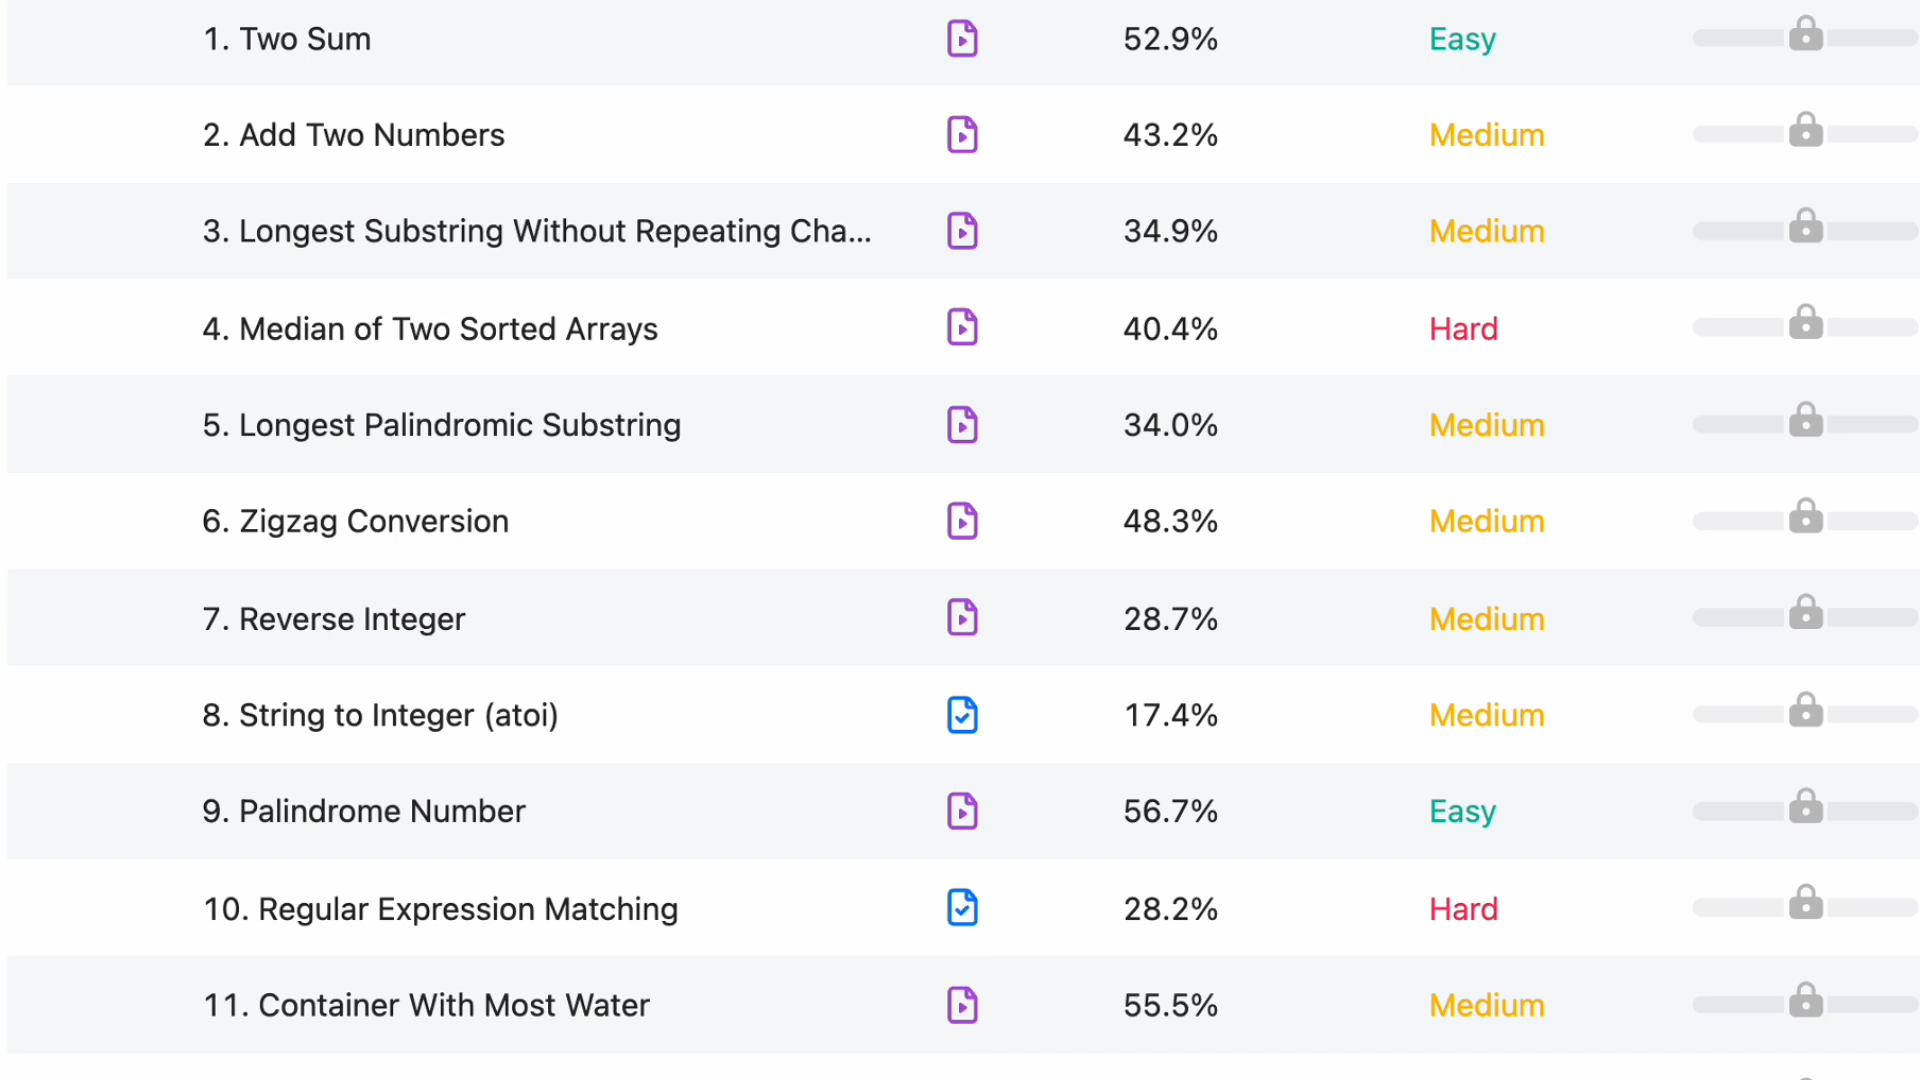 1. Two Sum 52.9% Easy
2. Add Two Numbers 43.2% Medium
3. Longest Substring Without Repeating Cha... 34.9% Medium
4. Median of Two Sorted Arrays 40.4% Hard
5. Longest Palindromic Substring 34.0% Medium
6. Zigzag Conversion 48.3% Medium
7. Reverse Integer 28.7% Medium
8. String to Integer (atoi) 17.4% Medium
9. Palindrome Number 56.7% Easy
10. Regular Expression Matching 28.2% Hard
11. Container With Most Water 55.5% Medium